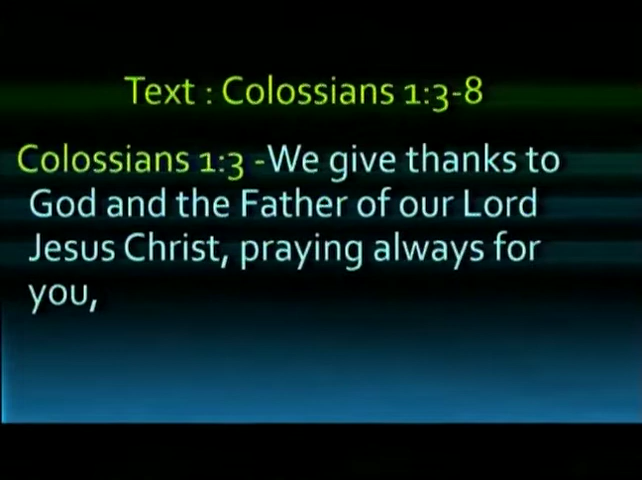 Text : Colossians 1:3-8
Colossians 1:3 -We give thanks to
God and the Father of our Lord
Jesus Christ, praying always for
you,